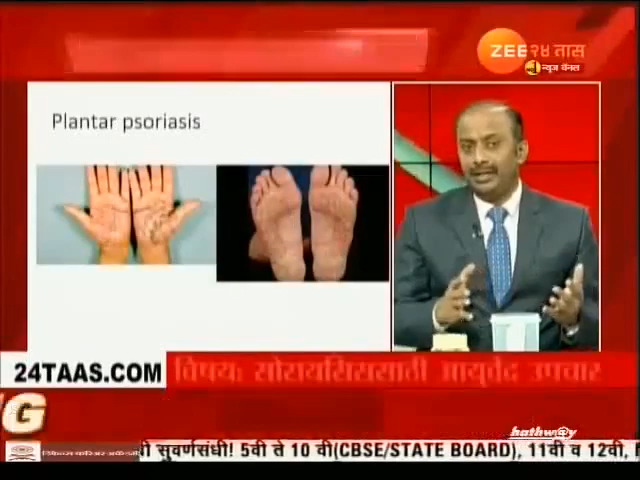 ZEE २४ तास
न्यूज चॅनल
Plantar psoriasis
24TAAS.COM
विषय: सोरायसिससाठी आयुर्वेद उपचार
hathway
सुवर्णसंधी! 5वी ते 10 वी(CBSE/STATE BOARD), 11वी व 12वी,